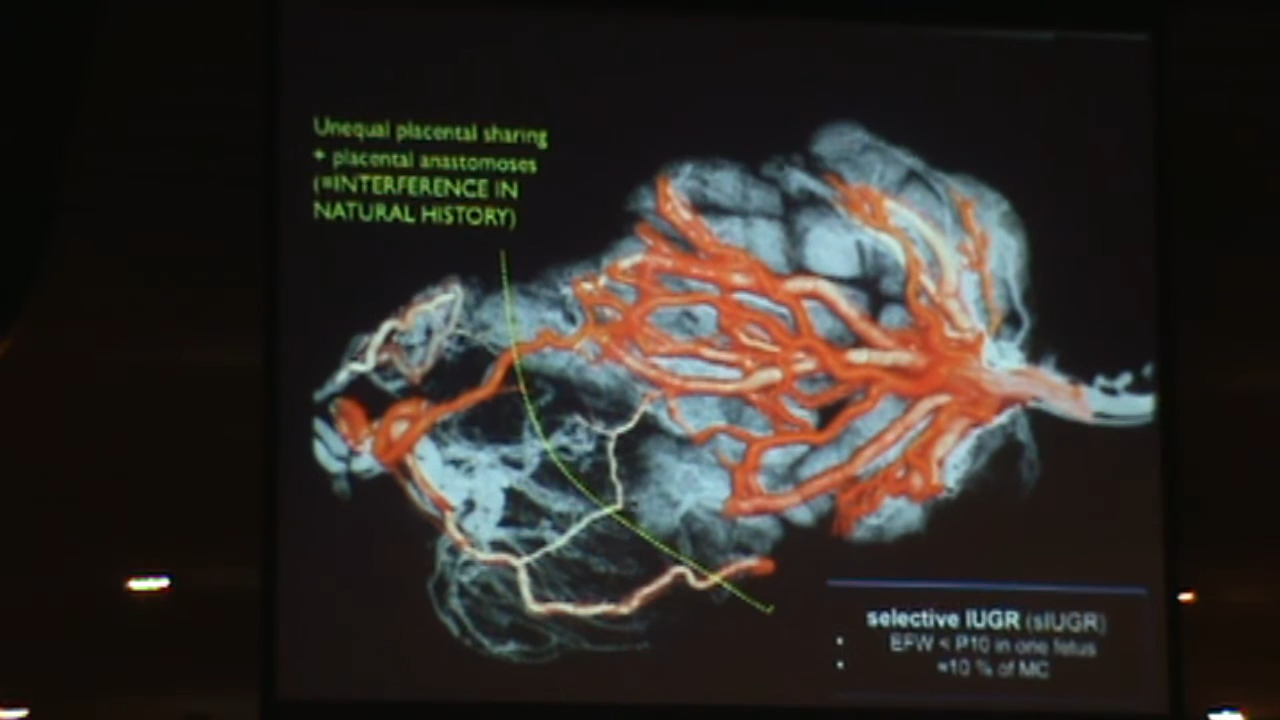 Unequal placental sharing
+ placental anastomoses
(=INTERFERENCE IN
NATURAL HISTORY)
selective IUGR (sIUGR)
• EFW < P10 in one fetus
• ≈10 % of MC